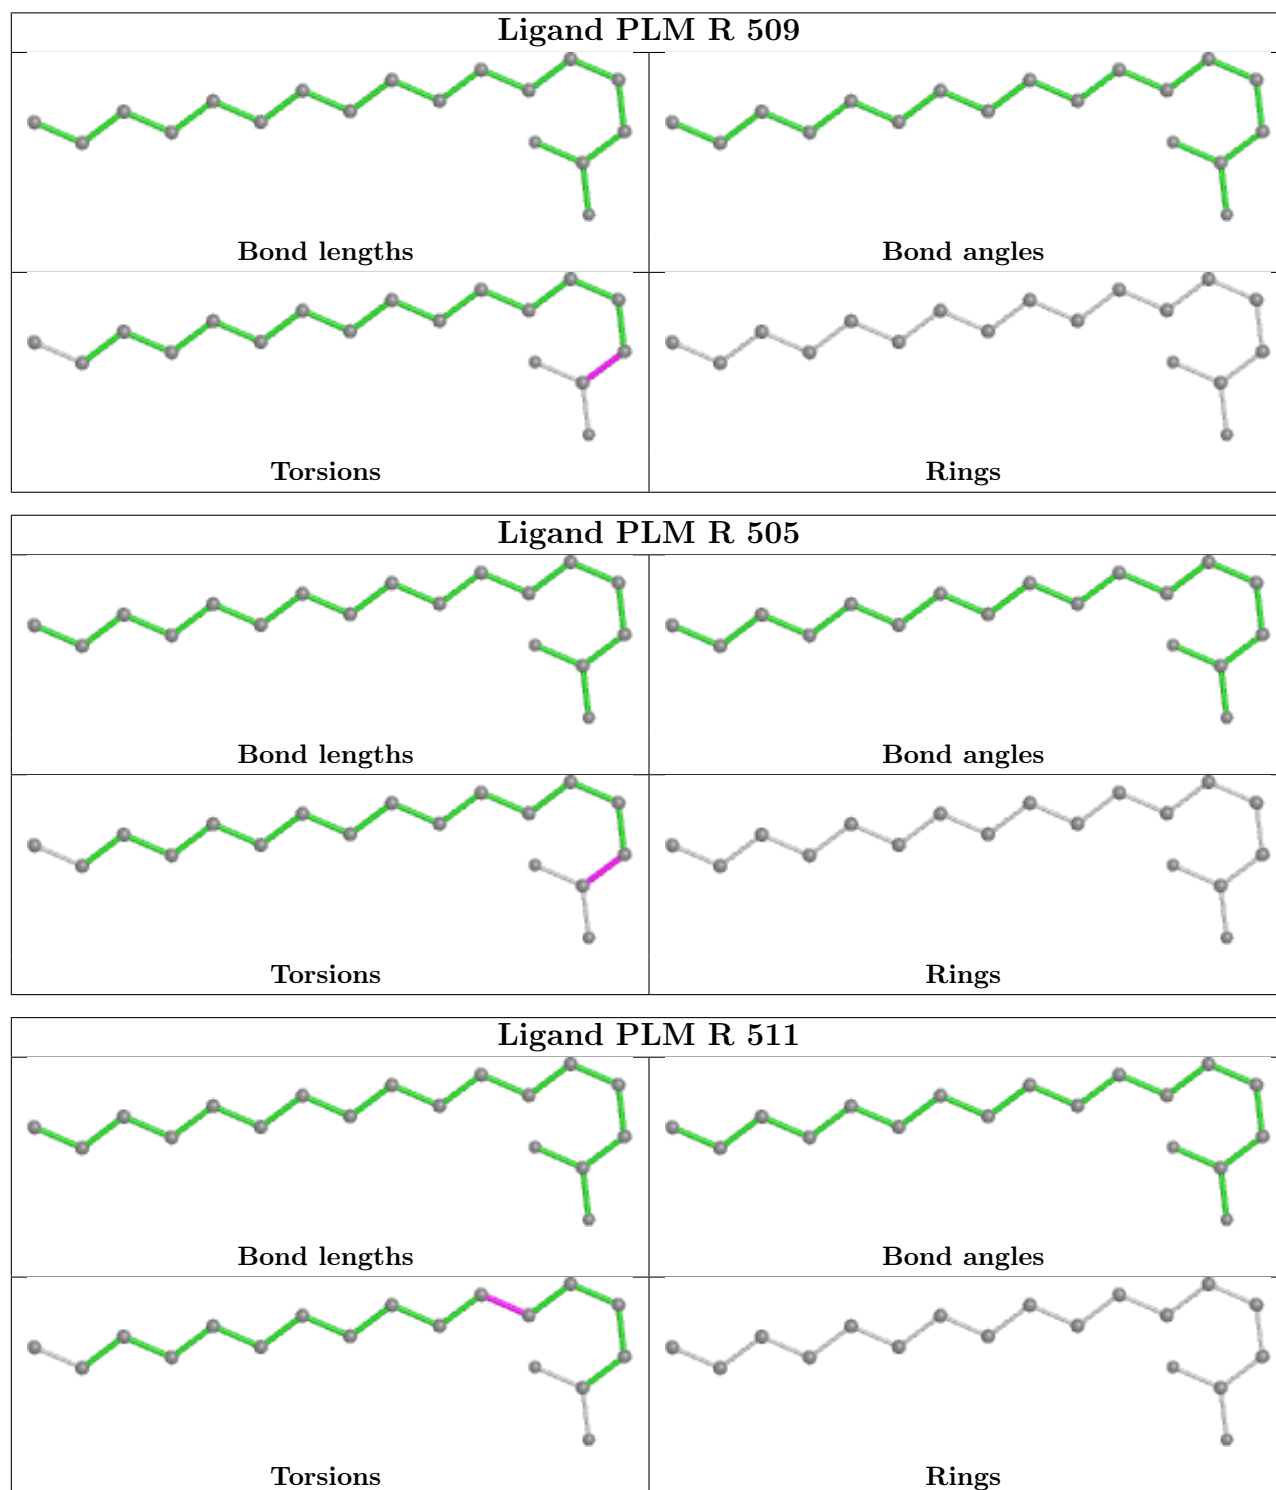 Ligand PLM R 509
Bond lengths
Bond angles
Torsions
Rings
Ligand PLM R 505
Bond lengths
Bond angles
Torsions
Rings
Ligand PLM R 511
Bond lengths
Bond angles
Torsions
Rings